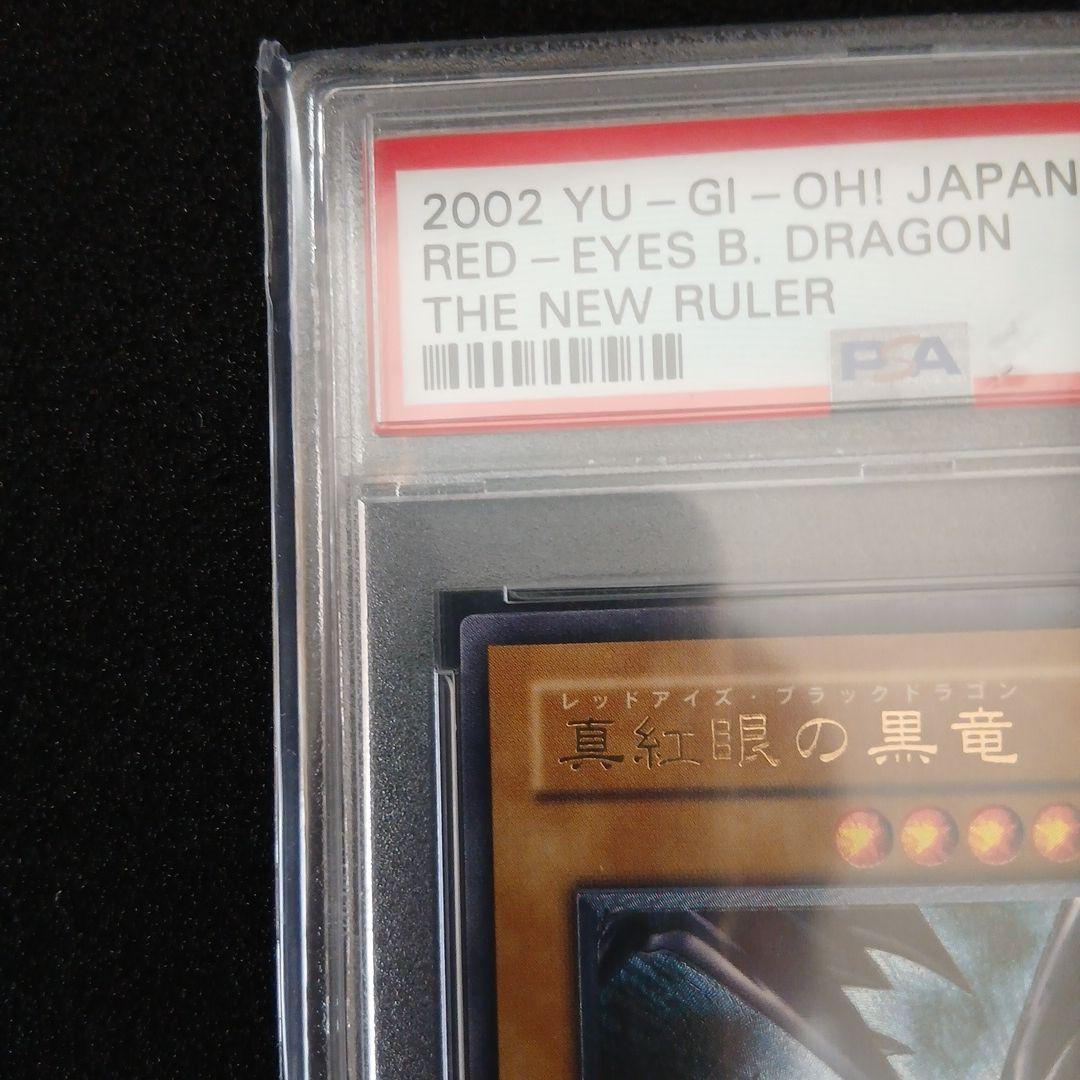 2002 YU-GI-OH! JAPAN
RED-EYES B. DRAGON
THE NEW RULER
PSA
レッドアイズ・ブラックドラゴン
真紅眼の黒竜